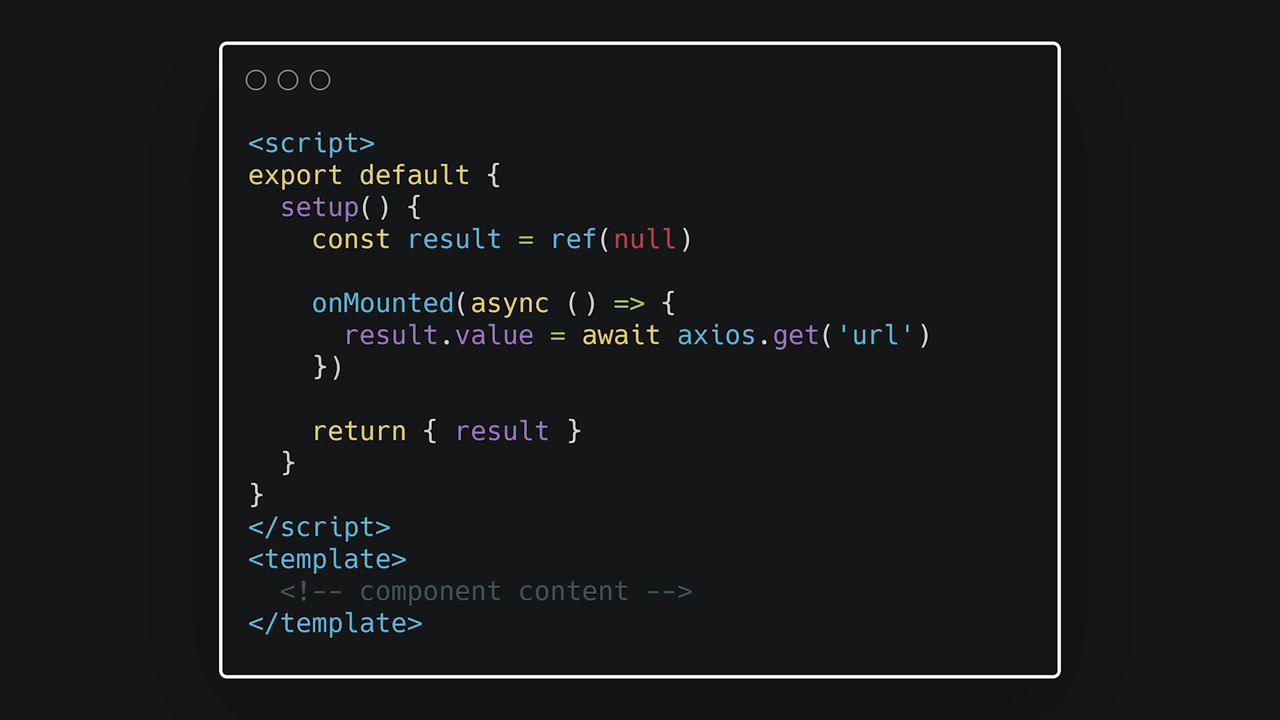 <script>
export default {
  setup() {
    const result = ref(null)

    onMounted(async () => {
      result.value = await axios.get('url')
    })

    return { result }
  }
}
</script>
<template>
  <!-- component content -->
</template>